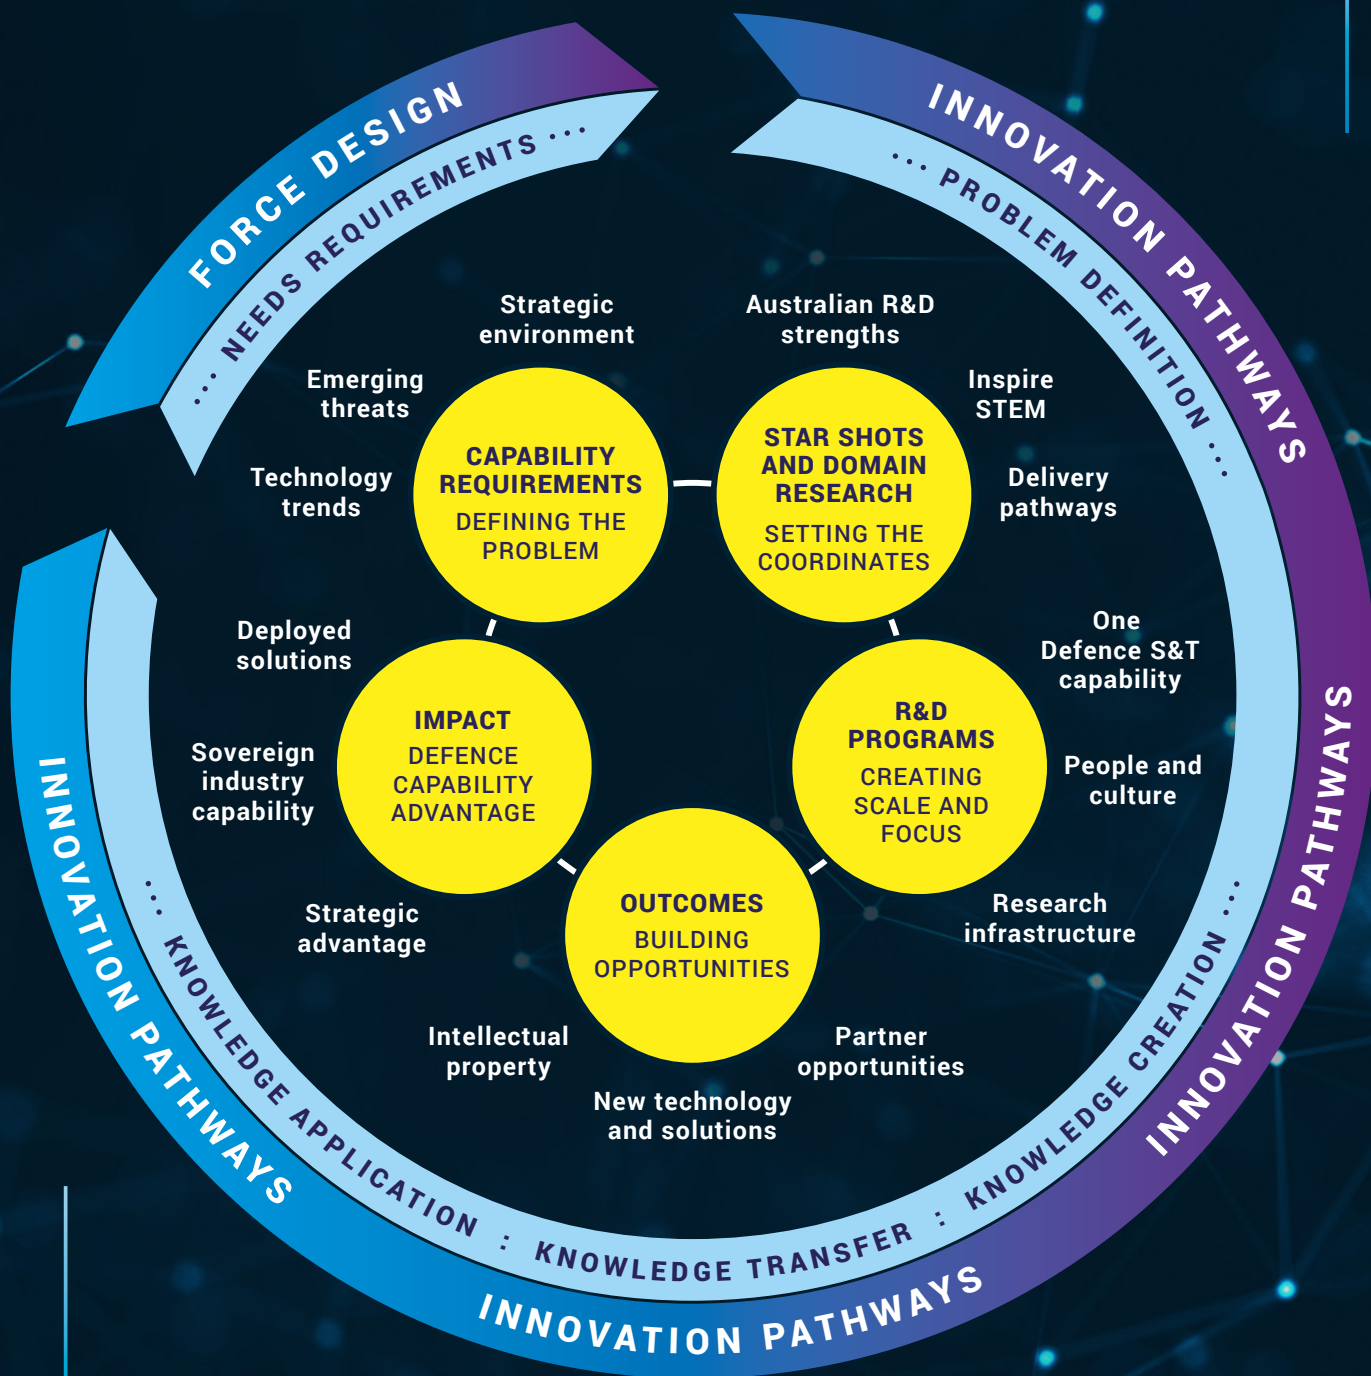 FORCE DESIGN
... NEEDS REQUIREMENTS ...
INNOVATION PATHWAYS
... PROBLEM DEFINITION ...
Strategic
environment
Emerging
threats
Technology
trends
CAPABILITY
REQUIREMENTS
DEFINING THE
PROBLEM
Australian R&D
strengths
Inspire
STEM
Delivery
pathways
STAR SHOTS
AND DOMAIN
RESEARCH
SETTING THE
COORDINATES
One
Defence S&T
capability
People and
culture
Research
infrastructure
R&D
PROGRAMS
CREATING
SCALE AND
FOCUS
INNOVATION PATHWAYS
KNOWLEDGE CREATION ...
OUTCOMES
BUILDING
OPPORTUNITIES
Partner
opportunities
New technology
and solutions
Intellectual
property
: KNOWLEDGE TRANSFER :
INNOVATION PATHWAYS
IMPACT
DEFENCE
CAPABILITY
ADVANTAGE
Deployed
solutions
Sovereign
industry
capability
Strategic
advantage
... KNOWLEDGE APPLICATION
INNOVATION PATHWAYS